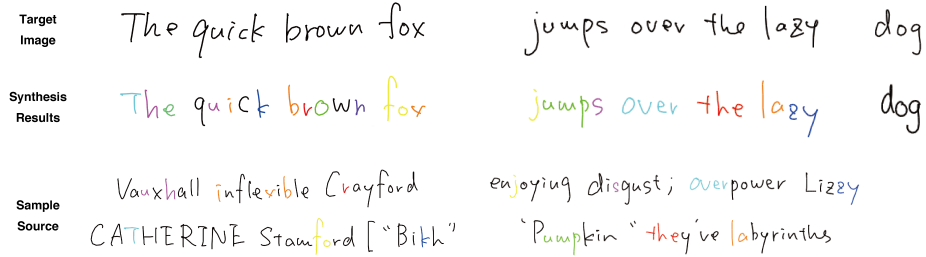 Target Image
The quick brown fox jumps over the lazy dog
Synthesis Results
The quick brown fox jumps over the lazy dog
Sample Source
Vauxhall inflexible Crayford enjoying disgust; overpower Lizzy
CATHERINE Stamford ["Bikh" 'Pumpkin" they've labyrinths